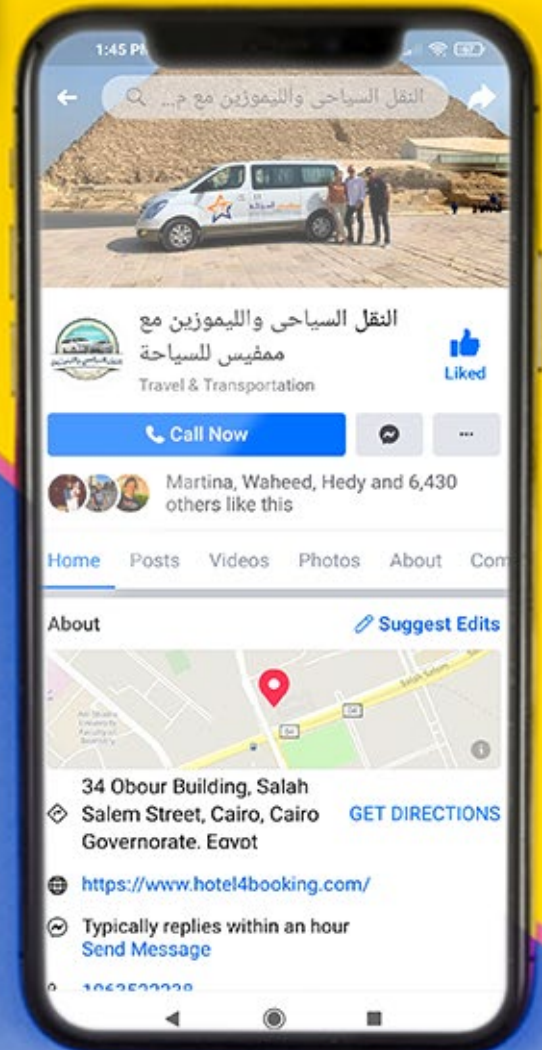 1:45 PM
النقل السياحى والليموزين مع م...
النقل السياحى والليموزين مع
ممفيس للسياحة
Travel & Transportation
Liked
Call Now
Martina, Waheed, Hedy and 6,430
others like this
Home Posts Videos Photos About Com
About
Suggest Edits
Salah Salem
34 Obour Building, Salah
Salem Street, Cairo, Cairo
Governorate, Egypt
GET DIRECTIONS
https://www.hotel4booking.com/
Typically replies within an hour
Send Message